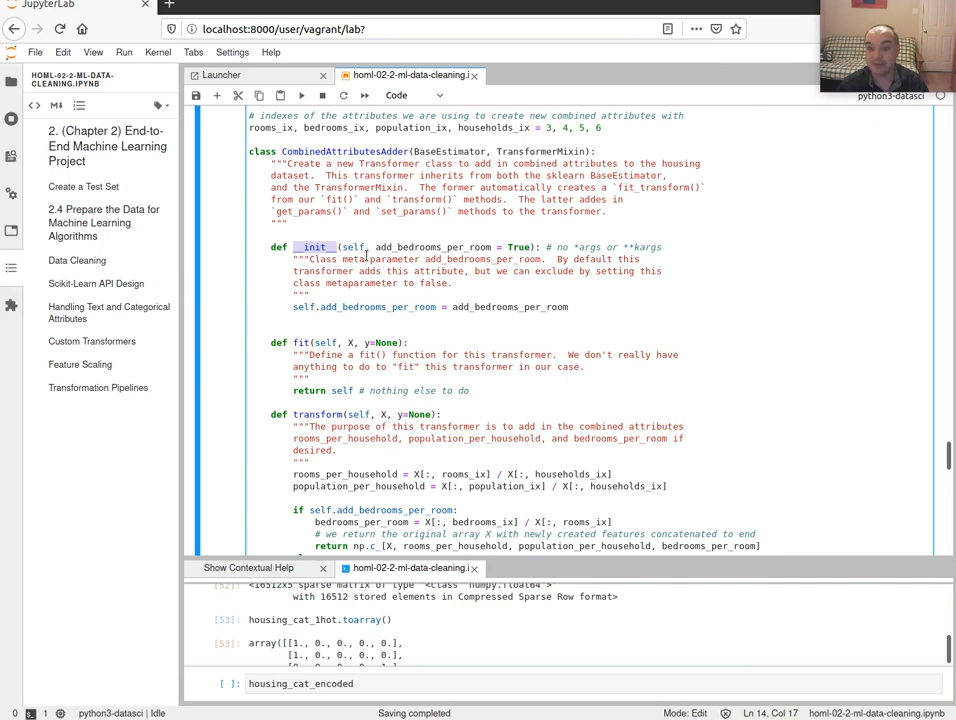 JupyterLab
localhost:8000/user/vagrant/lab?
File Edit View Run Kernel Tabs Settings Help
HOML-02-2-ML-DATA-
CLEANING.IPYNB
2. (Chapter 2) End-to-
End Machine Learning
Project
Create a Test Set
2.4 Prepare the Data for
Machine Learning
Algorithms
Data Cleaning
Scikit-Learn API Design
Handling Text and Categorical
Attributes
Custom Transformers
Feature Scaling
Transformation Pipelines
Launcher
homl-02-2-ml-data-cleaning.i
Code
python3-datasci
# indexes of the attributes we are using to create new combined attributes with
rooms_ix, bedrooms_ix, population_ix, households_ix = 3, 4, 5, 6
class CombinedAttributesAdder(BaseEstimator, TransformerMixin):
"""Create a new Transformer class to add in combined attributes to the housing
dataset.  This transformer inherits from both the sklearn BaseEstimator,
and the TransformerMixin.  The former automatically creates a `fit_transform()`
from our `fit()` and `transform()` methods.  The latter addes in
`get_params()` and `set_params()` methods to the transformer.
"""
def __init__(self, add_bedrooms_per_room = True): # no *args or **kargs
"""Class meta-parameter add_bedrooms_per_room.  By default this
transformer adds this attribute, but we can exclude by setting this
class metaparameter to false.
"""
self.add_bedrooms_per_room = add_bedrooms_per_room
def fit(self, X, y=None):
"""Define a fit() function for this transformer.  We don't really have
anything to do to "fit" this transformer in our case.
"""
return self # nothing else to do
def transform(self, X, y=None):
"""The purpose of this transformer is to add in the combined attributes
rooms_per_household, population_per_household, and bedrooms_per_room if
desired.
"""
rooms_per_household = X[:, rooms_ix] / X[:, households_ix]
population_per_household = X[:, population_ix] / X[:, households_ix]
if self.add_bedrooms_per_room:
bedrooms_per_room = X[:, bedrooms_ix] / X[:, rooms_ix]
# we return the original array X with newly created features concatenated to end
return np.c_[X, rooms_per_household, population_per_household, bedrooms_per_room]
Show Contextual Help
homl-02-2-ml-data-cleaning.i
[52]: <16512x5 sparse matrix of type '<class 'numpy.float64'>'
with 16512 stored elements in Compressed Sparse Row format>
[53]: housing_cat_1hot.toarray()
[53]: array([[1., 0., 0., 0., 0.],
[1., 0., 0., 0., 0.],
[ ]: housing_cat_encoded
0 1 python3-datasci | Idle Saving completed Mode: Edit Ln 14, Col 17 homl-02-2-ml-data-cleaning.ipynb